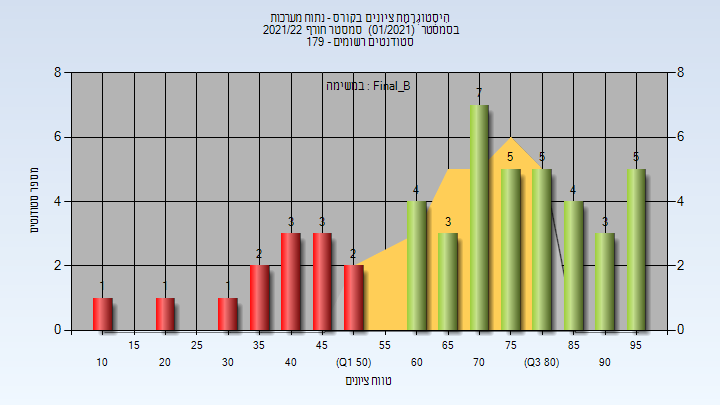 היסטוגרמת ציונים בקורס - נתוח מערכות
בסמסטר (01/2021) סמסטר חורף 2021/22
סטודנטים רשומים - 179
במשימה : Final_B
מספר סטודנטים
8 8
6 6
4 4
2 2
0 0
1 1 1 2 3 3 2 4 3 7 5 5 4 3 5
15 25 35 45 55 65 75 85 95
10 20 30 40 (Q1 50) 60 70 (Q3 80) 90
טווח ציונים